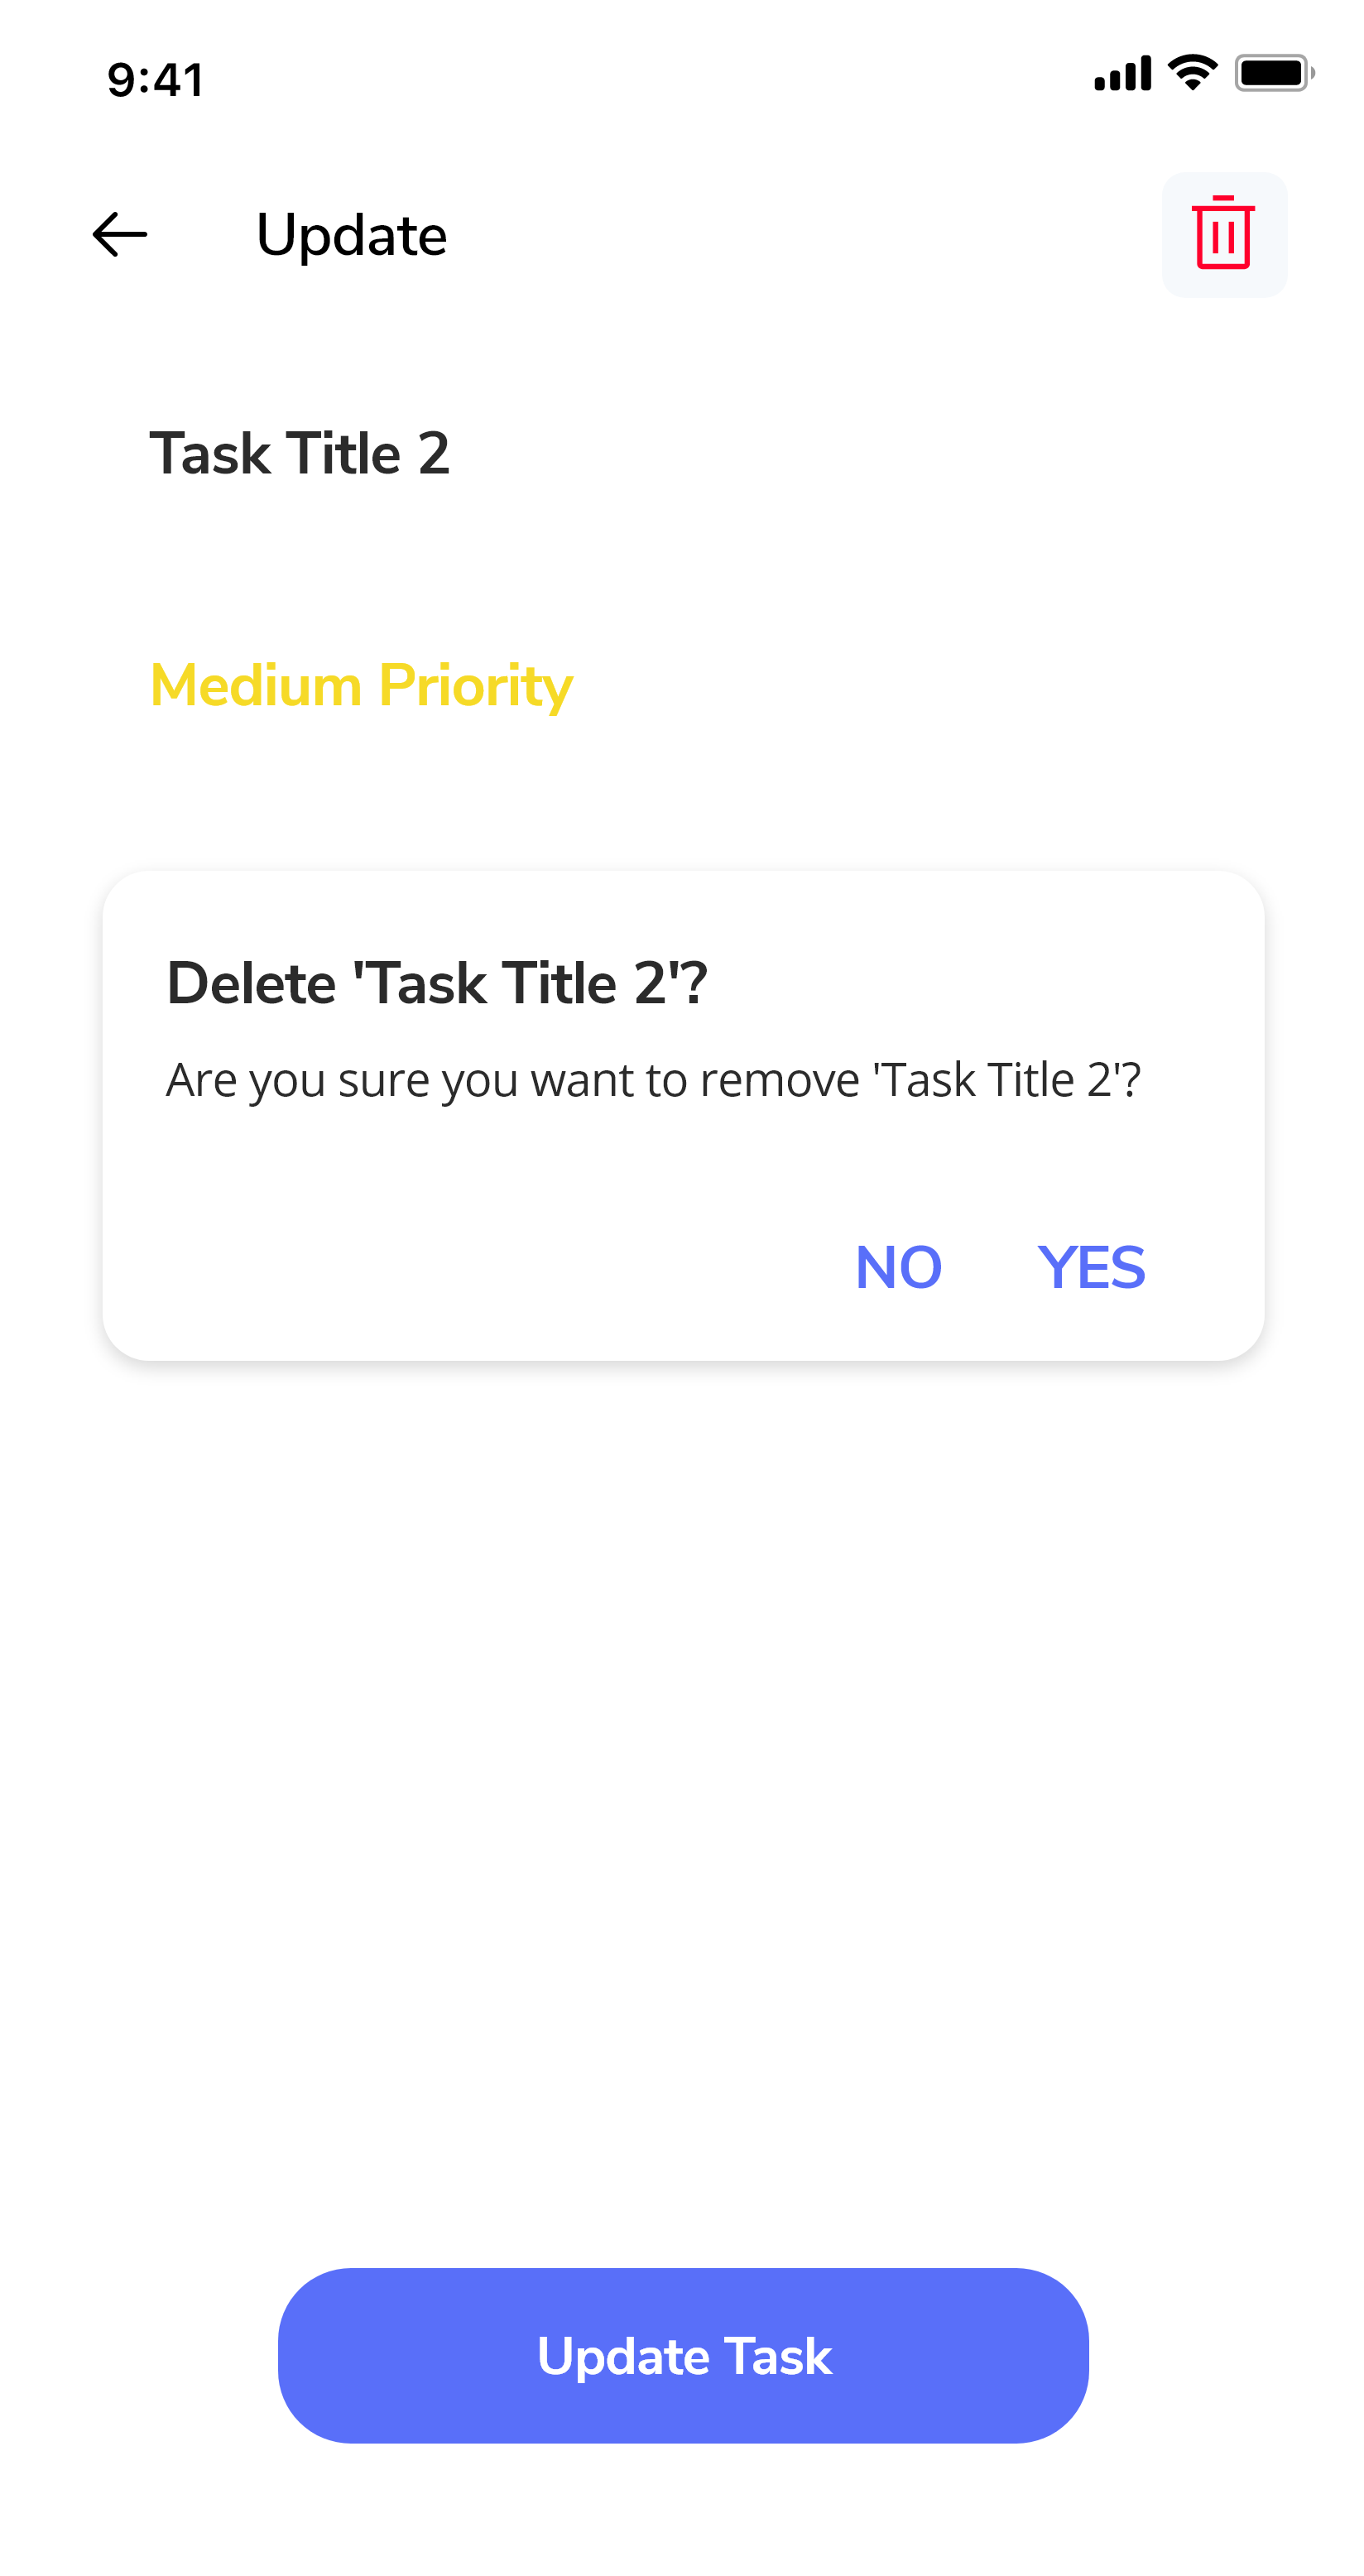 9:41
Update
Task Title 2
Medium Priority
Delete 'Task Title 2'?
Are you sure you want to remove 'Task Title 2'?
NO YES
Update Task